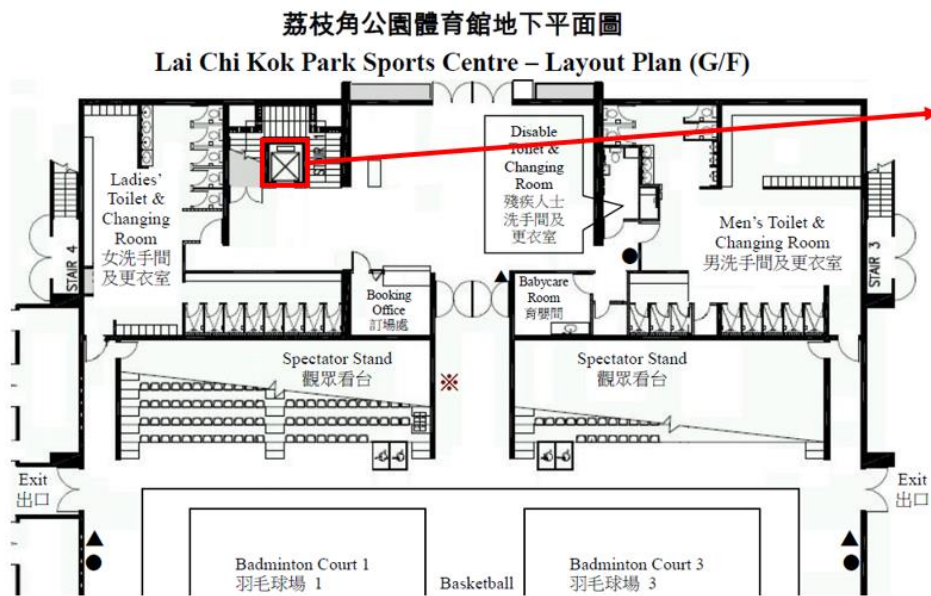 荔枝角公園體育館地下平面圖
Lai Chi Kok Park Sports Centre – Layout Plan (G/F)
Disable
Toilet &
Changing
Room
殘疾人士
洗手間及
更衣室
Ladies'
Toilet &
Changing
Room
女洗手間
及更衣室
Men's Toilet &
Changing Room
男洗手間及更衣室
STAIR 4
STAIR 3
Booking
Office
訂場處
Babycare
Room
育嬰間
Spectator Stand
觀眾看台
※
Spectator Stand
觀眾看台
Exit
出口
Exit
出口
Badminton Court 1
羽毛球場 1
Basketball
Badminton Court 3
羽毛球場 3